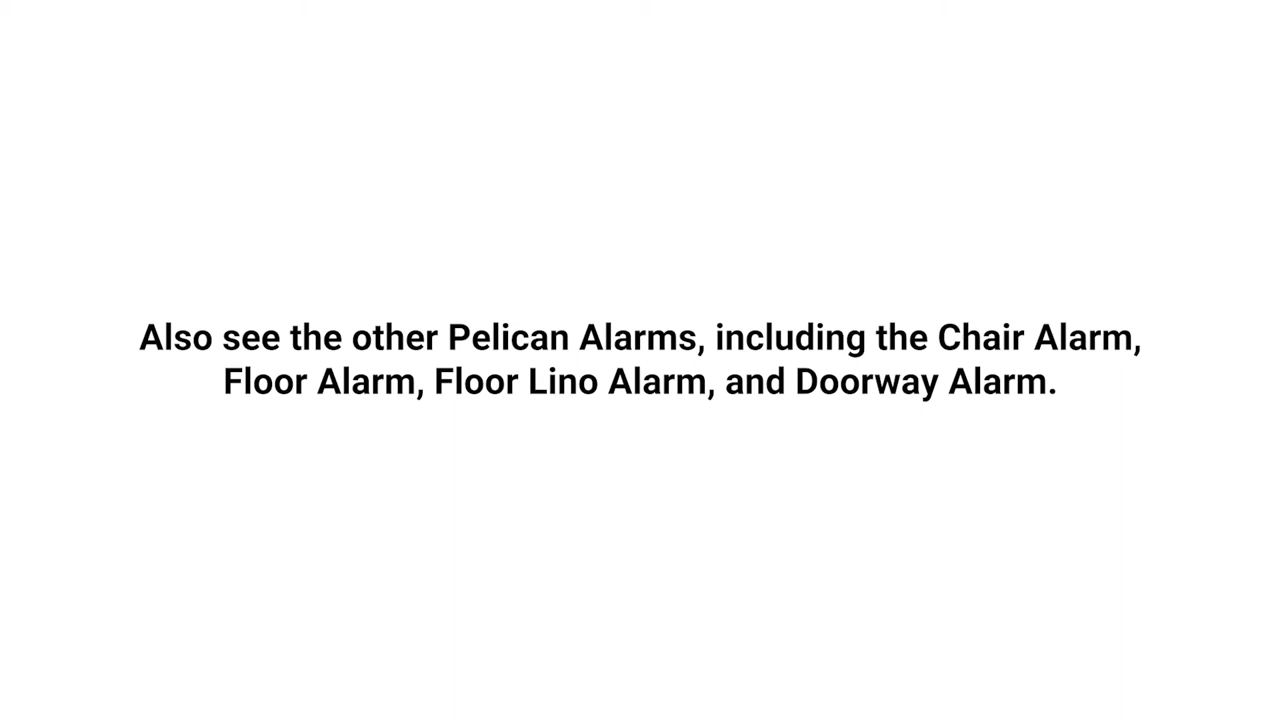 Also see the other Pelican Alarms, including the Chair Alarm,
Floor Alarm, Floor Lino Alarm, and Doorway Alarm.